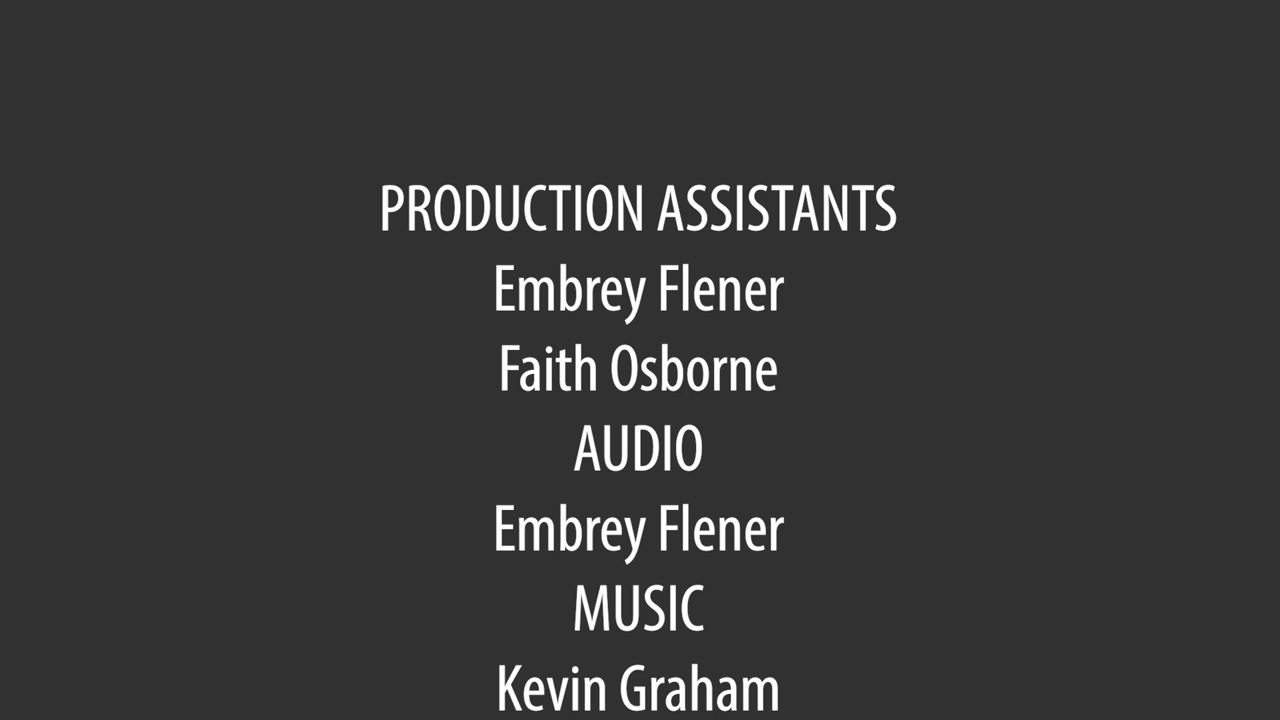 PRODUCTION ASSISTANTS
Embrey Flener
Faith Osborne
AUDIO
Embrey Flener
MUSIC
Kevin Graham